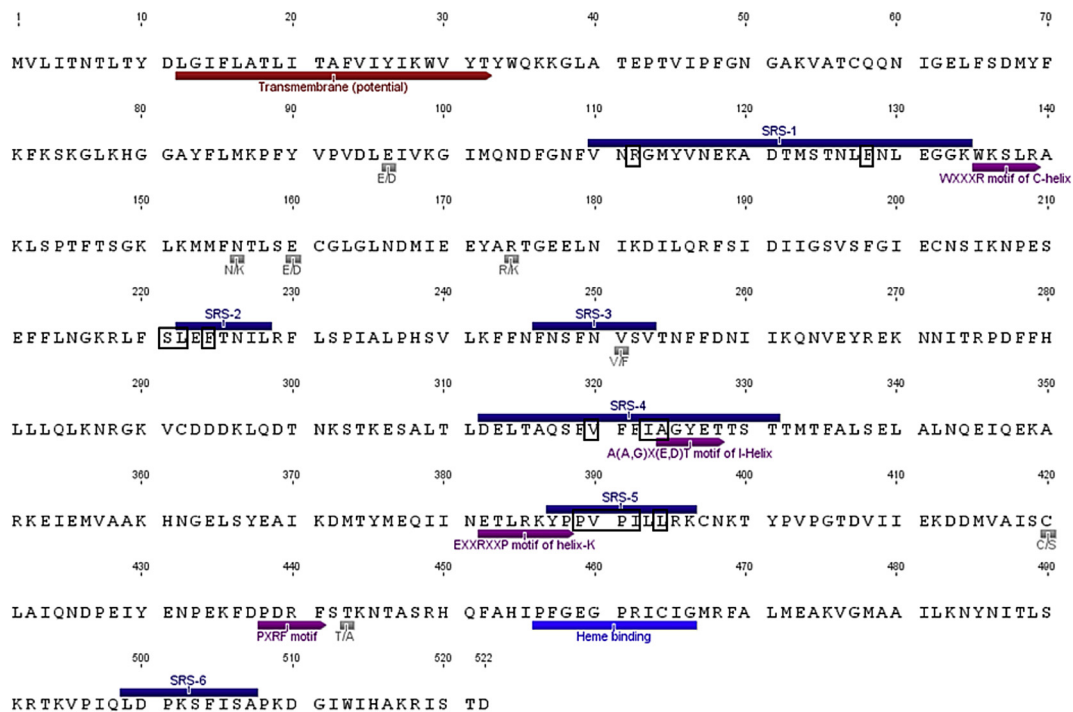 1 10 20 30 40 50 60 70
MVLITNTLTY DLGIFLATLI TAFVIYIKWV YTYWQKKGLA TEPTVIPFGN GAKVATCQQN IGELFSDMYF
Transmembrane (potential)
80 90 100 110 120 130 140
SRS-1
KFKSKGLKHG GAYFLMKPFY VPVDLEIVKG IMQNDFGNFV NRGMYVNEKA DTMSTNLFNL EGGKWKSLRA
E/D WXXXR motif of C-helix
150 160 170 180 190 200 210
KLSPTFTSGK LKMMFNTLSE CGLGLNDMIE EYARTGEELN IKDILQRFSI DIIGSVSFGI ECNSIKNPES
N/K E/D R/K
220 230 240 250 260 270 280
SRS-2 SRS-3
EFFLNGKRLF SLEFTNILRF LSPIALPHSV LKFFNFNSFN VSVTNFFDNI IKQNVEYREK NNITRPDFFH
V/F
290 300 310 320 330 340 350
SRS-4
LLLQLKNRGK VCDDDKLQDT NKSTKESALT LDELTAQSFV FFIAGYETTS TTMTFALSEL ALNQEIQEKA
A(A,G)X(E,D)T motif of I-Helix
360 370 380 390 400 410 420
SRS-5
RKEIEMVAAK HNGELSYEAI KDMTYMEQII NETLRKYPPV PILLRKCNKT YPVPGTDVII EKDDMVAISC
EXXRXXP motif of helix-K C/S
430 440 450 460 470 480 490
LAIQNDPEIY ENPEKFDPDR FSTKNTASRH QFAHIPFGEG PRICIGMRFA LMEAKVGMAA ILKNYNITLS
PXRF motif T/A Heme binding
500 510 520 522
SRS-6
KRTKVPIQLD PKSFISAPKD GIWIHAKRIS TD